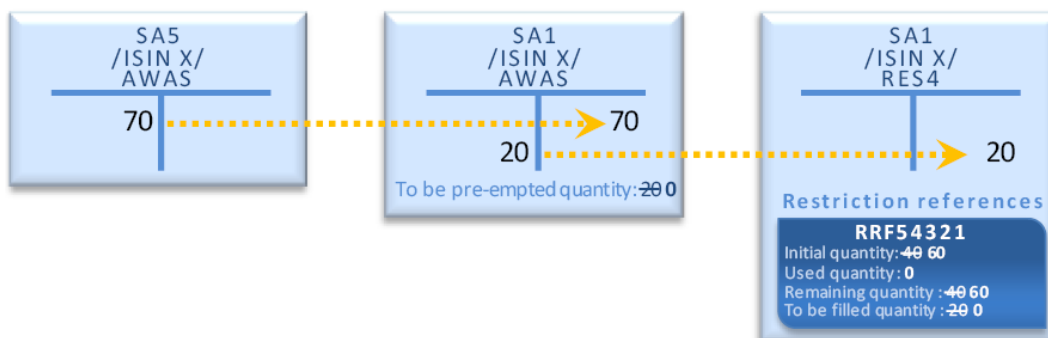 SA5
/ISIN X/
AWAS
70
SA1
/ISIN X/
AWAS
70
20
To be pre-empted quantity: 20 0
SA1
/ISIN X/
RES4
20
Restriction references
RRF54321
Initial quantity: 40 60
Used quantity : 0
Remaining quantity : 40 60
To be filled quantity : 20 0